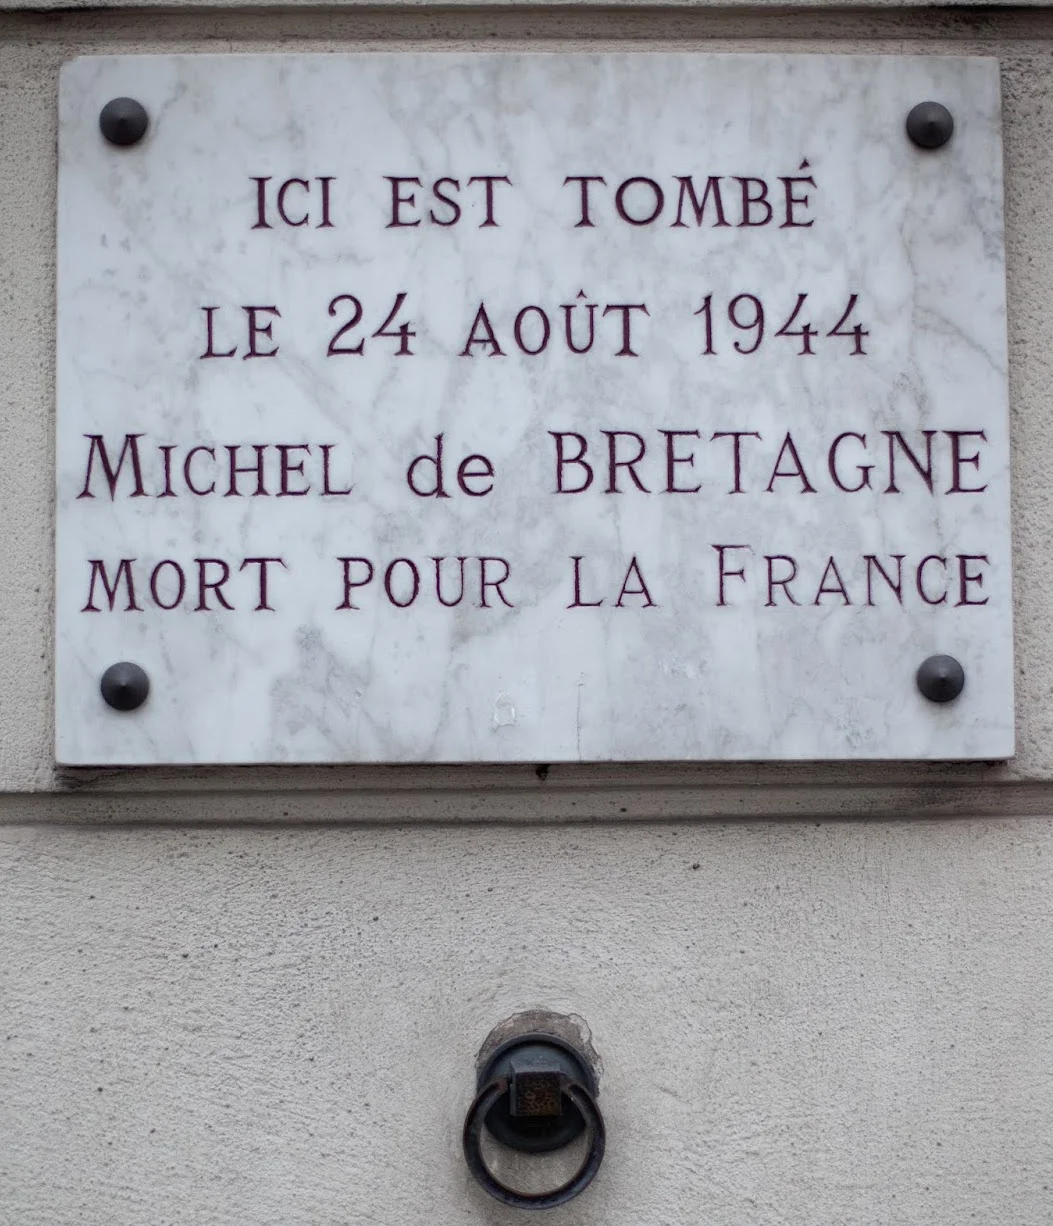 ICI EST TOMBÉ
LE 24 AOÛT 1944
MICHEL de BRETAGNE
MORT POUR LA FRANCE